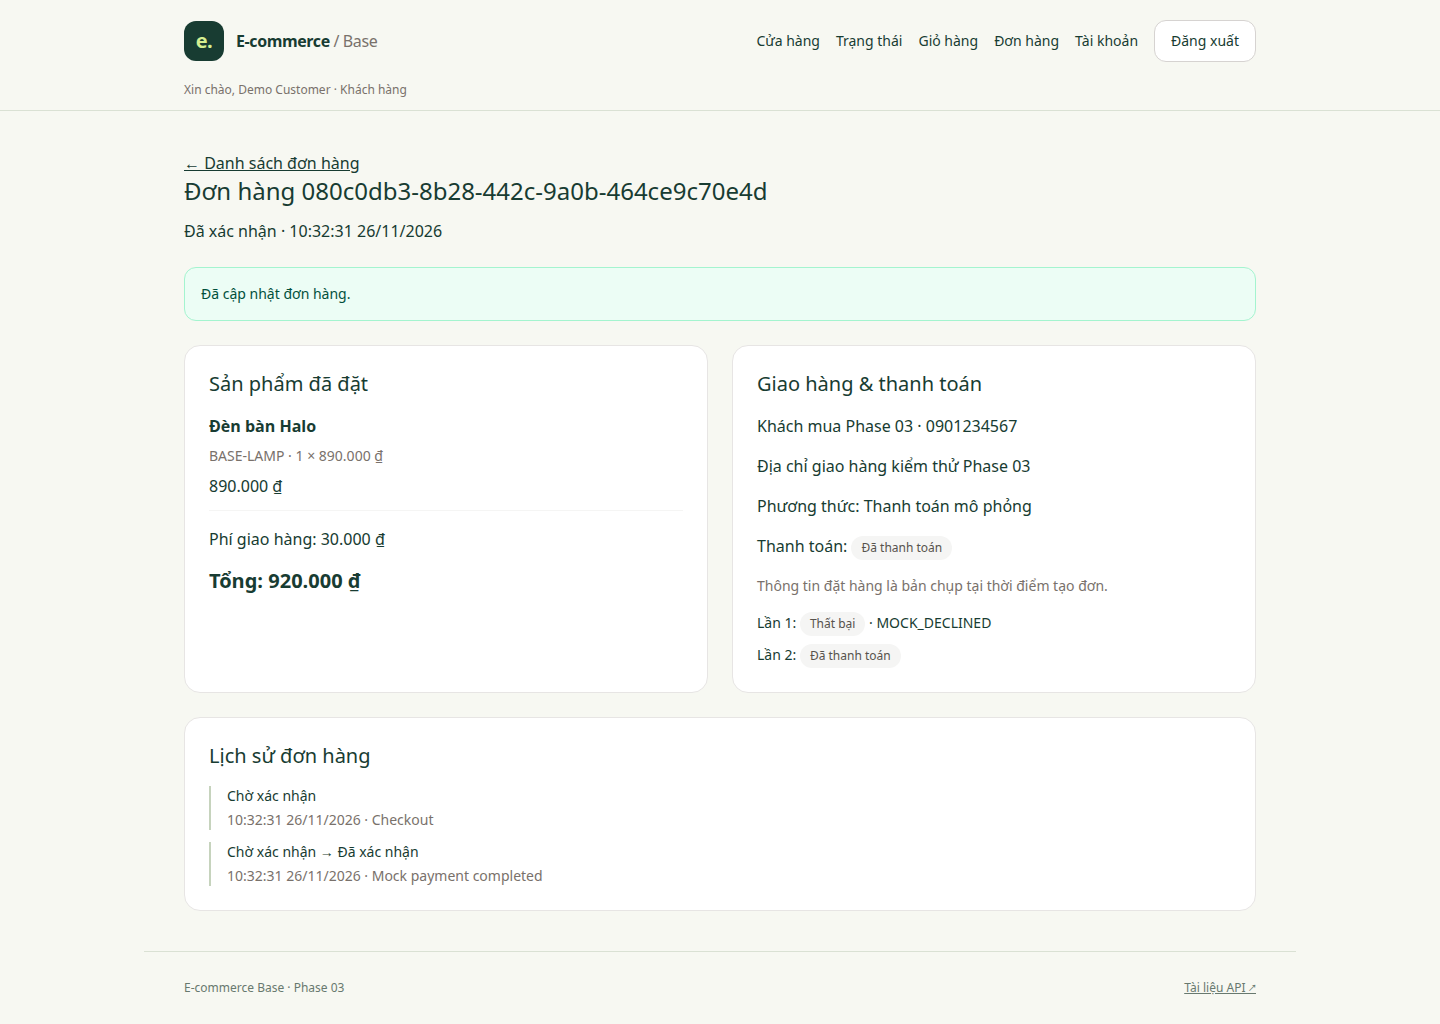 e.
E-commerce / Base
Cửa hàng
Trạng thái
Giỏ hàng
Đơn hàng
Tài khoản
Đăng xuất
Xin chào, Demo Customer · Khách hàng
← Danh sách đơn hàng
Đơn hàng 080c0db3-8b28-442c-9a0b-464ce9c70e4d
Đã xác nhận · 10:32:31 26/11/2026
Đã cập nhật đơn hàng.
Sản phẩm đã đặt
Đèn bàn Halo
BASE-LAMP · 1 × 890.000 ₫
890.000 ₫
Phí giao hàng: 30.000 ₫
Tổng: 920.000 ₫
Giao hàng & thanh toán
Khách mua Phase 03 · 0901234567
Địa chỉ giao hàng kiểm thử Phase 03
Phương thức: Thanh toán mô phỏng
Thanh toán: Đã thanh toán
Thông tin đặt hàng là bản chụp tại thời điểm tạo đơn.
Lần 1: Thất bại · MOCK_DECLINED
Lần 2: Đã thanh toán
Lịch sử đơn hàng
Chờ xác nhận
10:32:31 26/11/2026 · Checkout
Chờ xác nhận → Đã xác nhận
10:32:31 26/11/2026 · Mock payment completed
E-commerce Base · Phase 03
Tài liệu API ↗